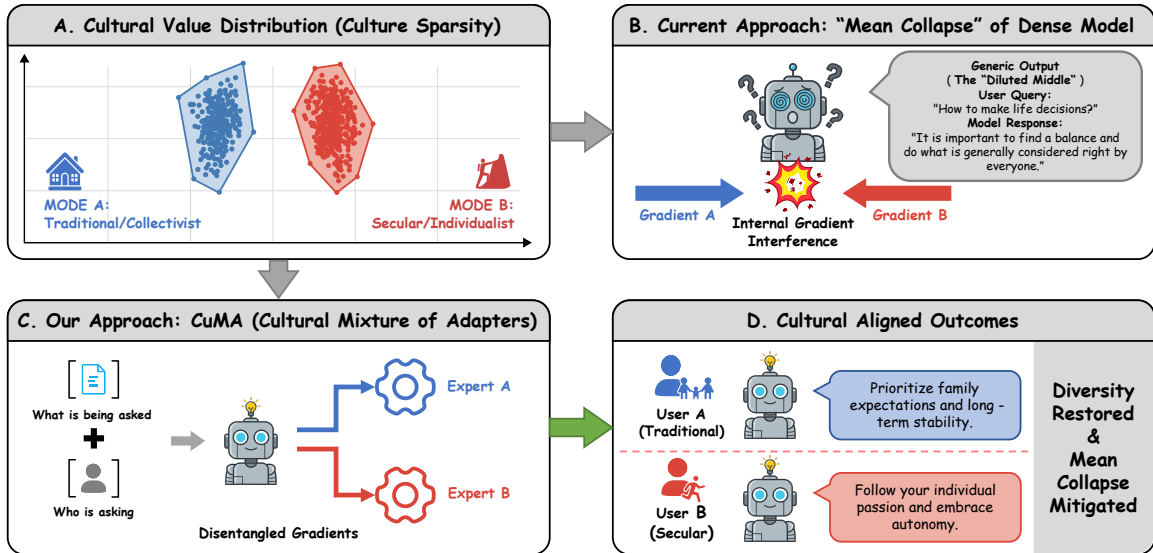 A. Cultural Value Distribution (Culture Sparsity)
MODE A:
Traditional/Collectivist
MODE B:
Secular/Individualist
B. Current Approach: “Mean Collapse” of Dense Model
Generic Output
( The “Diluted Middle“ )
User Query:
"How to make life decisions?”
Model Response:
"It is important to find a balance and
do what is generally considered right by
everyone.”
? ? ? ?
Gradient A
Gradient B
Internal Gradient
Interference
C. Our Approach: CuMA (Cultural Mixture of Adapters)
What is being asked
+
Who is asking
Disentangled Gradients
Expert A
Expert B
D. Cultural Aligned Outcomes
User A
(Traditional)
Prioritize family
expectations and long -
term stability.
User B
(Secular)
Follow your individual
passion and embrace
autonomy.
Diversity
Restored
&
Mean
Collapse
Mitigated